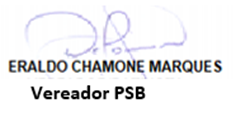 ERALDO CHAMONE MARQUES
Vereador PSB